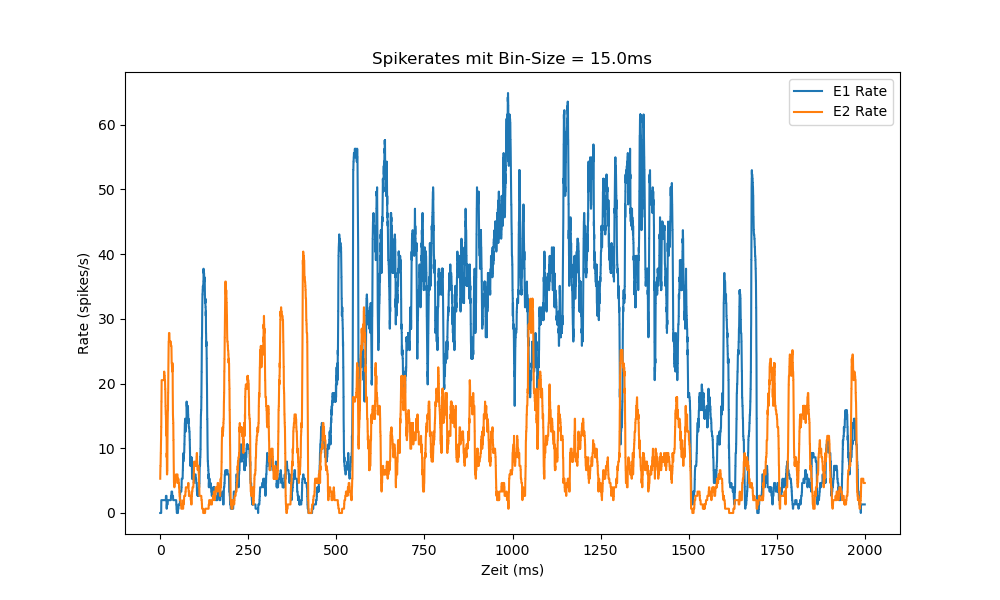 Spikerates mit Bin-Size = 15.0ms
E1 Rate
E2 Rate
Rate (spikes/s)
60
50
40
30
20
10
0
0 250 500 750 1000 1250 1500 1750 2000
Zeit (ms)